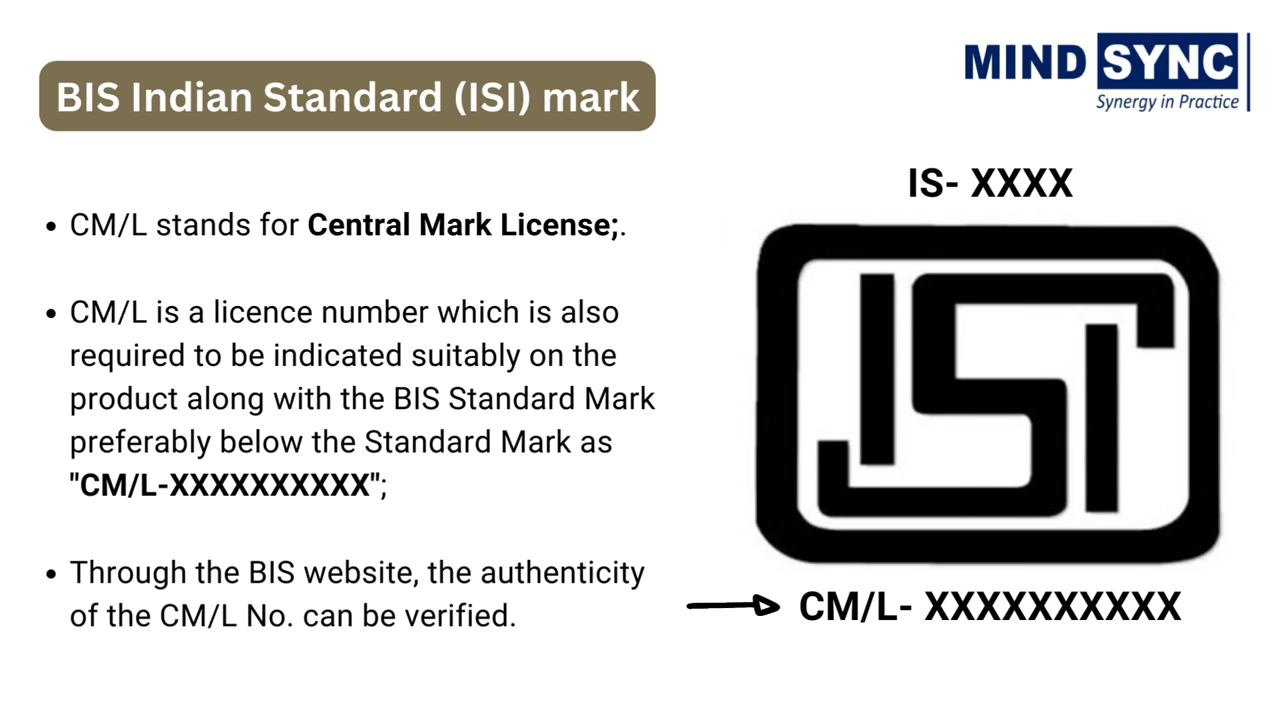 MIND SYNC
Synergy in Practice
BIS Indian Standard (ISI) mark
• CM/L stands for Central Mark License;.
• CM/L is a licence number which is also
required to be indicated suitably on the
product along with the BIS Standard Mark
preferably below the Standard Mark as
"CM/L-XXXXXXXXXX";
• Through the BIS website, the authenticity
of the CM/L No. can be verified.
IS- XXXX
ISI
CM/L- XXXXXXXXXX